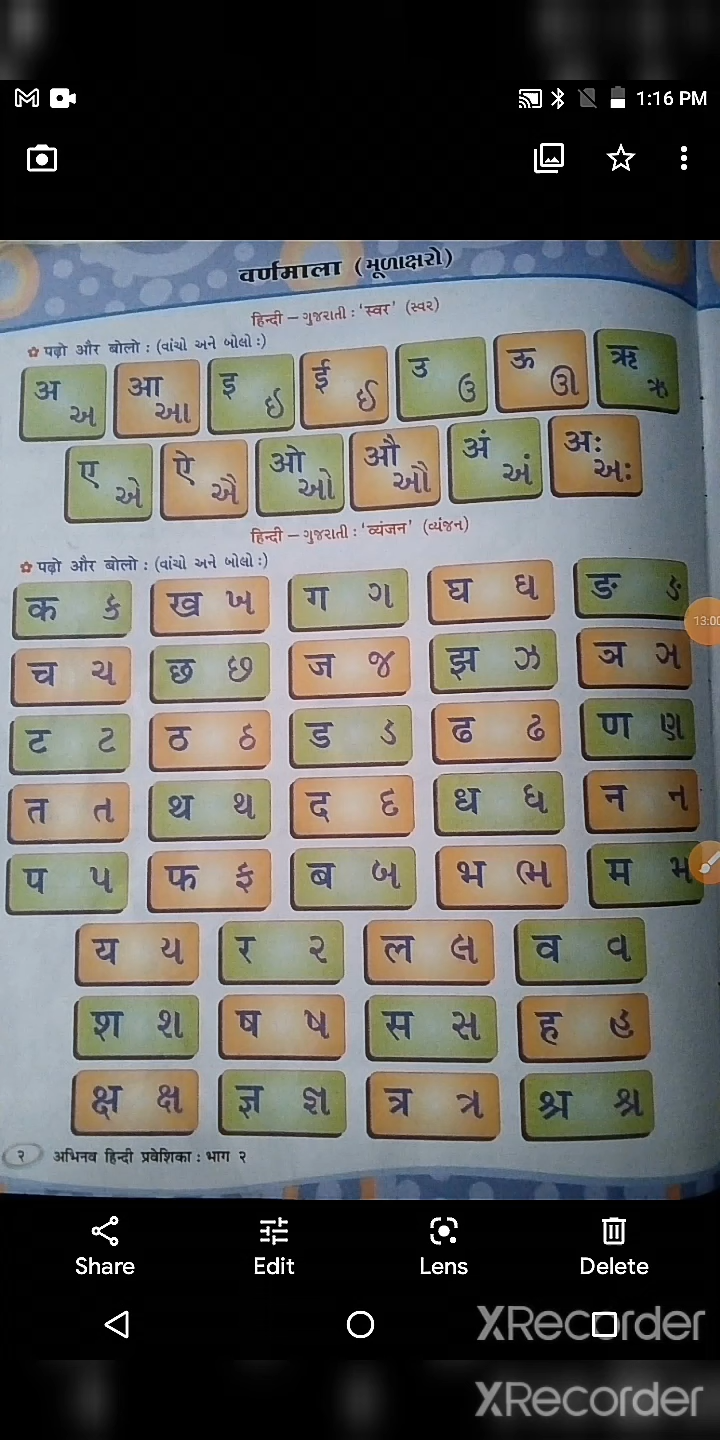 1:16 PM
वर्णमाला (મૂળાક્ષરો)
हिन्दी – ગુજરાતી : 'स्वर' (સ્વર)
पढ़ो और बोलो : (વાંચો અને બોલો :)
अ અ आ આ इ ઇ ई ઈ उ ઉ ऊ ઊ ऋ ઋ
ए એ ऐ ઐ ओ ઓ औ ઔ अं અં अः અઃ
हिन्दी – ગુજરાતી : 'व्यंजन' (વ્યંજન)
पढ़ो और बोलो : (વાંચો અને બોલો :)
क ક ख ખ ग ગ घ ઘ ङ ઙ
13:00
च ચ छ છ ज જ झ ઝ ञ ઞ
ट ટ ठ ઠ ड ડ ढ ઢ ण ણ
त ત थ થ द દ ध ધ न ન
प પ फ ફ ब બ भ ભ म મ
य ય र ર ल લ व વ
श શ ष ષ स સ ह હ
क्ष ક્ષ ज्ञ જ્ઞ त्र ત્ર श्र શ્ર
२ अभिनव हिन्दी प्रवेशिका : भाग २
Share Edit Lens Delete
XRecorder
XRecorder